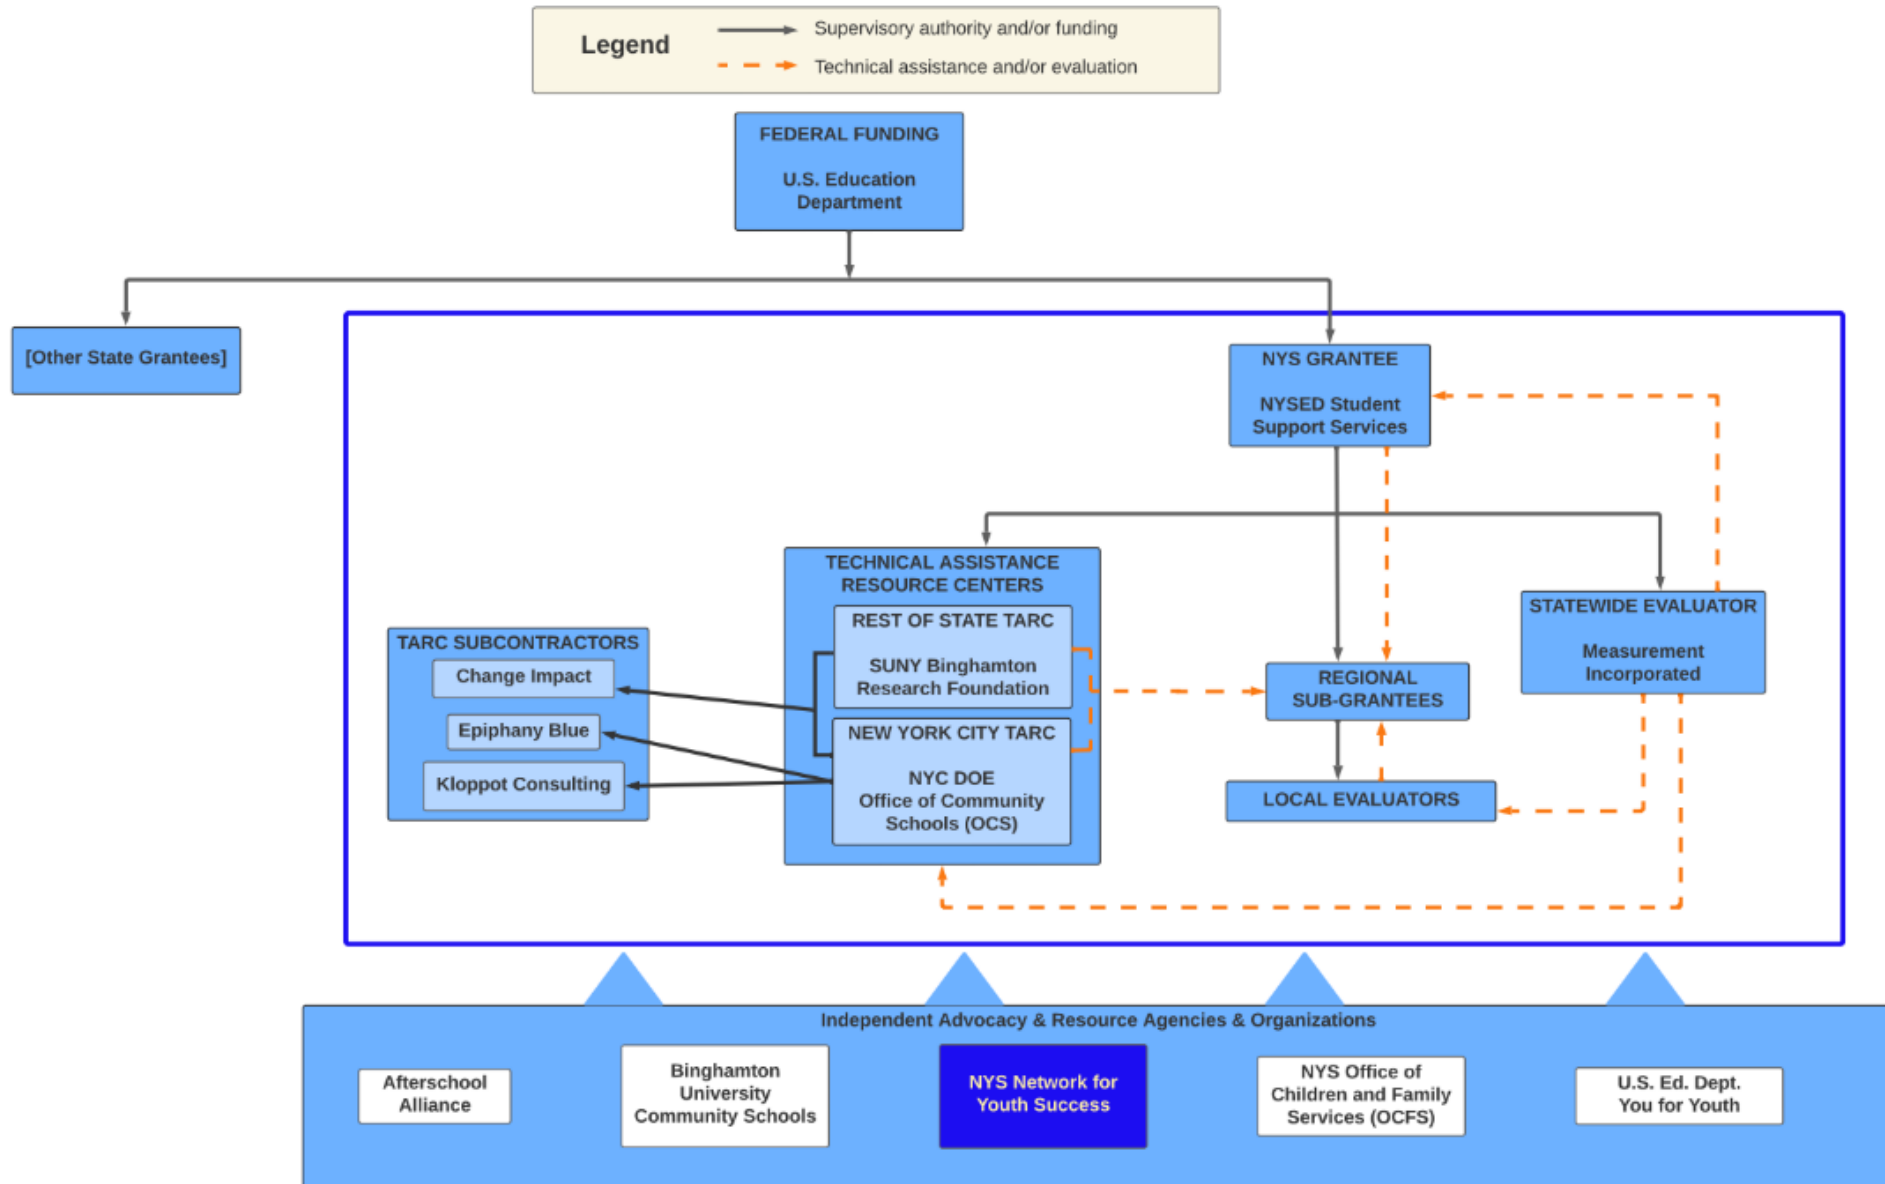 Legend
Supervisory authority and/or funding
Technical assistance and/or evaluation
FEDERAL FUNDING
U.S. Education
Department
[Other State Grantees]
NYS GRANTEE
NYSED Student
Support Services
TECHNICAL ASSISTANCE
RESOURCE CENTERS
REST OF STATE TARC
SUNY Binghamton
Research Foundation
NEW YORK CITY TARC
NYC DOE
Office of Community
Schools (OCS)
TARC SUBCONTRACTORS
Change Impact
Epiphany Blue
Kloppot Consulting
REGIONAL
SUB-GRANTEES
LOCAL EVALUATORS
STATEWIDE EVALUATOR
Measurement
Incorporated
Independent Advocacy & Resource Agencies & Organizations
Afterschool
Alliance
Binghamton
University
Community Schools
NYS Network for
Youth Success
NYS Office of
Children and Family
Services (OCFS)
U.S. Ed. Dept.
You for Youth